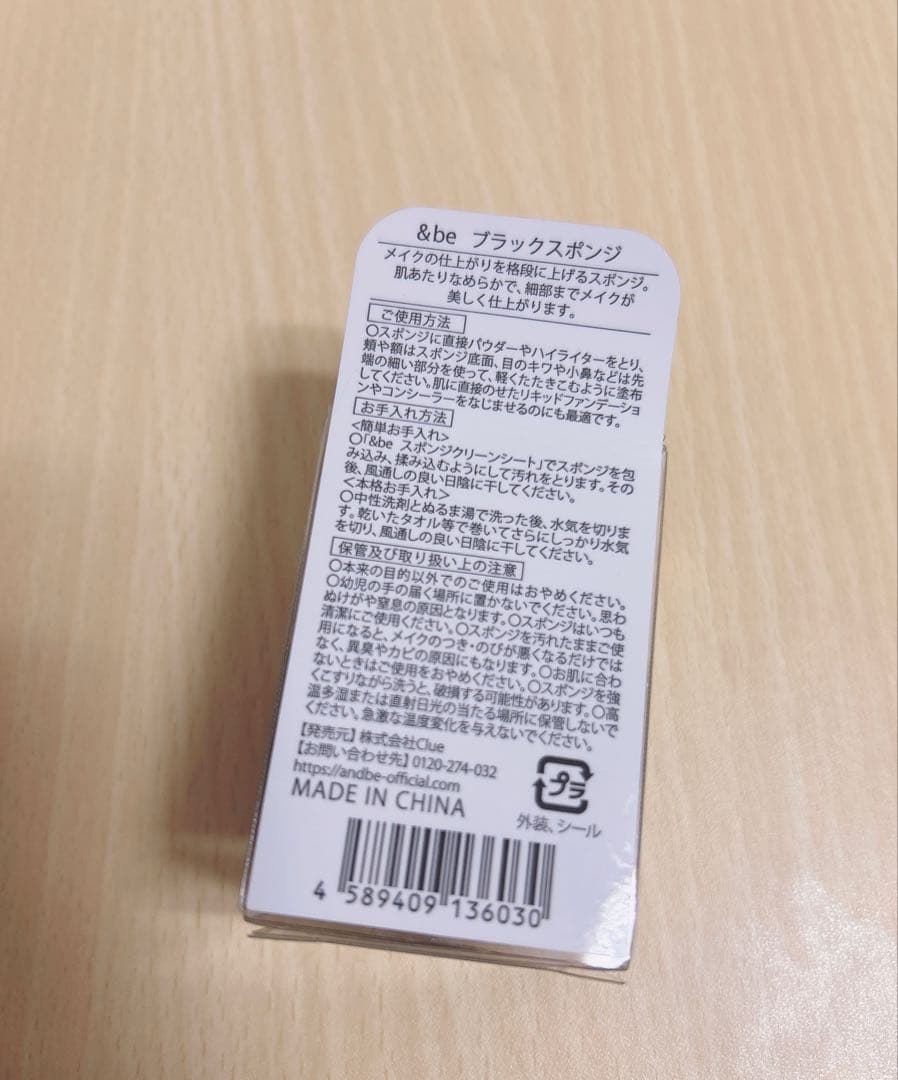 &be ブラックスポンジ
メイクの仕上がりを格段に上げるスポンジ。
肌あたりなめらかで、細部までメイクが
美しく仕上がります。
ご使用方法
○スポンジに直接パウダーやハイライターをとり、
頬や額はスポンジ底面、目のキワや小鼻などは先
端の細い部分を使って、軽くたたきこむように塗布
してください。肌に直接のせたリキッドファンデーショ
ンやコンシーラーをなじませるのにも最適です。
お手入れ方法
<簡単お手入れ>
○「&be スポンジクリーンシート」でスポンジを包
み込み、揉み込むようにして汚れをとります。その
後、風通しの良い日陰に干してください。
<本格お手入れ>
○中性洗剤とぬるま湯で洗った後、水気を切りま
す。乾いたタオル等で巻いてさらにしっかり水気
を切り、風通しの良い日陰に干してください。
保管及び取り扱い上の注意
○本来の目的以外でのご使用はおやめください。
○幼児の手の届く場所に置かないでください。思わ
ぬけがや窒息の原因となります。○スポンジはいつも
清潔にご使用ください。○スポンジを汚れたままご使
用になると、メイクのつき・のびが悪くなるだけでは
なく、異臭やカビの原因にもなります。○お肌に合わ
ないときはご使用をおやめください。○スポンジを強
くこすりながら洗うと、破損する可能性があります。○高
温多湿または直射日光の当たる場所に保管しないで
ください。急激な温度変化を与えないでください。
【発売元】株式会社Clue
【お問い合わせ先】0120-274-032
https://andbe-official.com
MADE IN CHINA
プラ
外装、シール
4 589409 136030